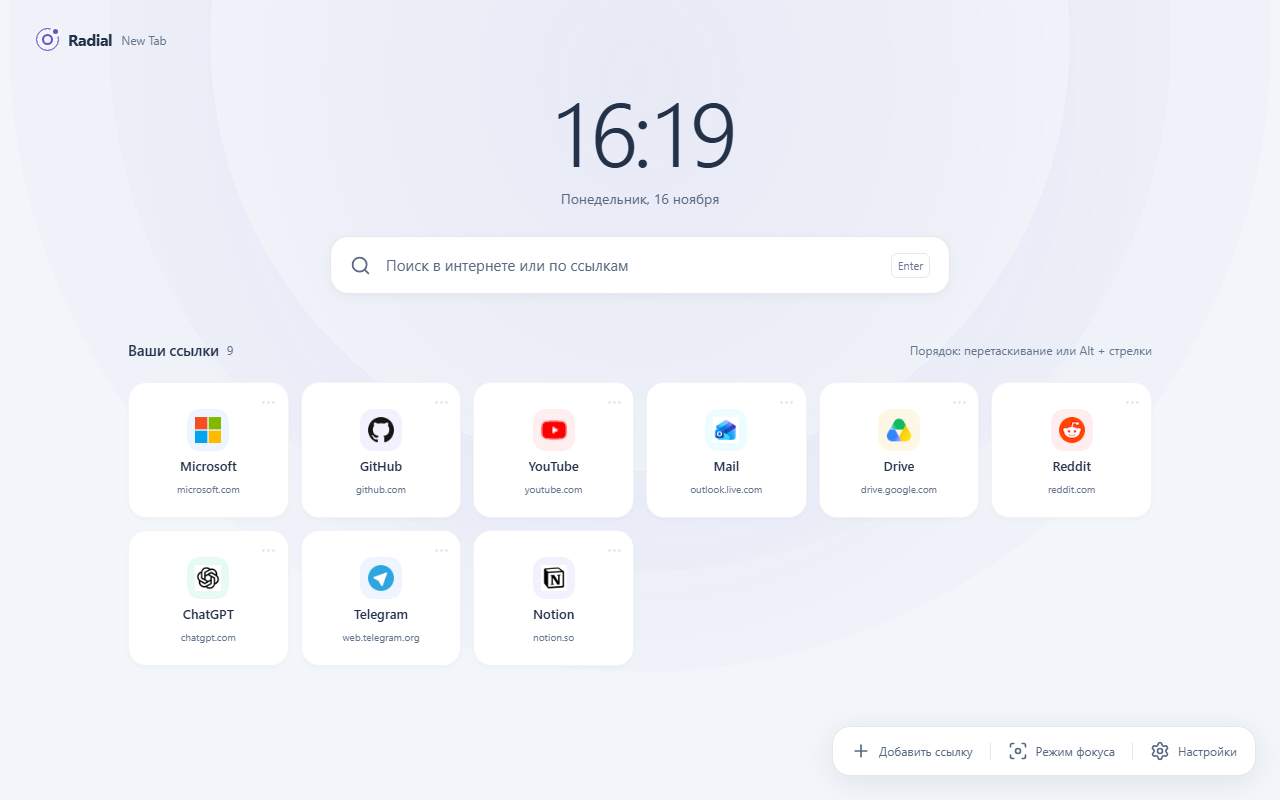 Radial New Tab
16:19
Понедельник, 16 ноября
Поиск в интернете или по ссылкам Enter
Ваши ссылки 9 Порядок: перетаскивание или Alt + стрелки
Microsoft GitHub YouTube Mail Drive Reddit
microsoft.com github.com youtube.com outlook.live.com drive.google.com reddit.com
ChatGPT Telegram Notion
chatgpt.com web.telegram.org notion.so
Добавить ссылку Режим фокуса Настройки